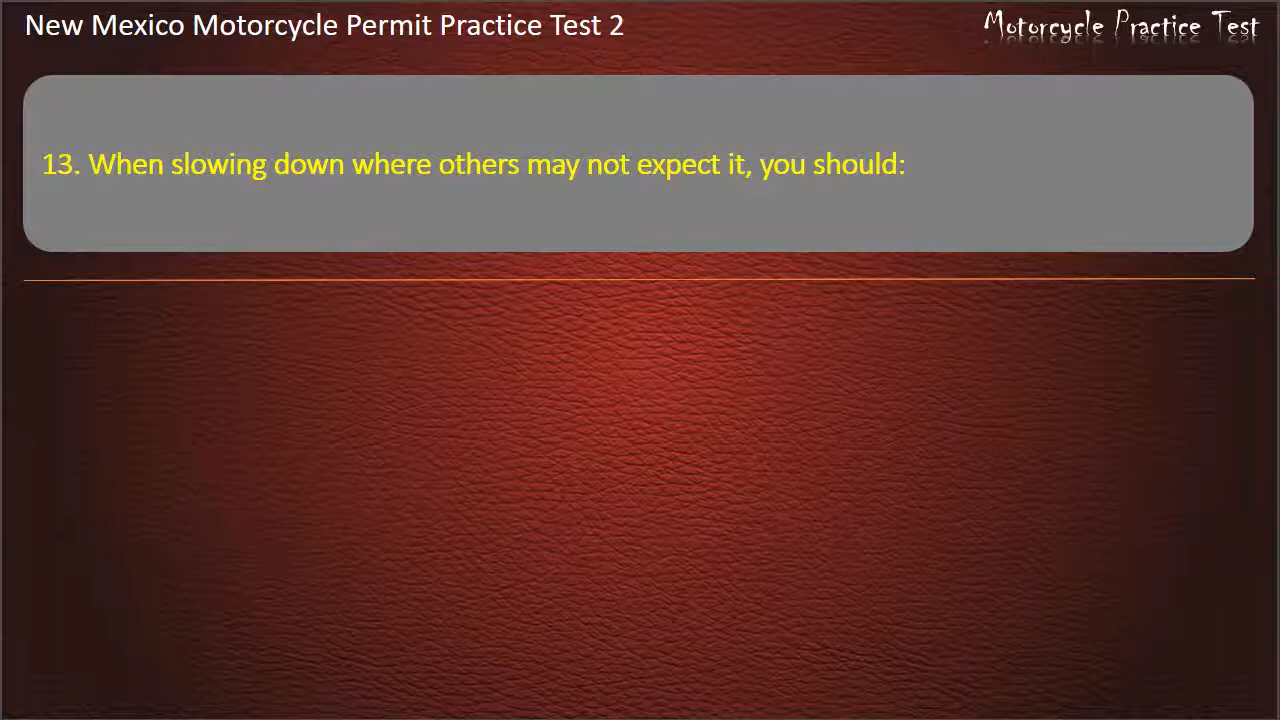 New Mexico Motorcycle Permit Practice Test 2
Motorcycle Practice Test
13. When slowing down where others may not expect it, you should: